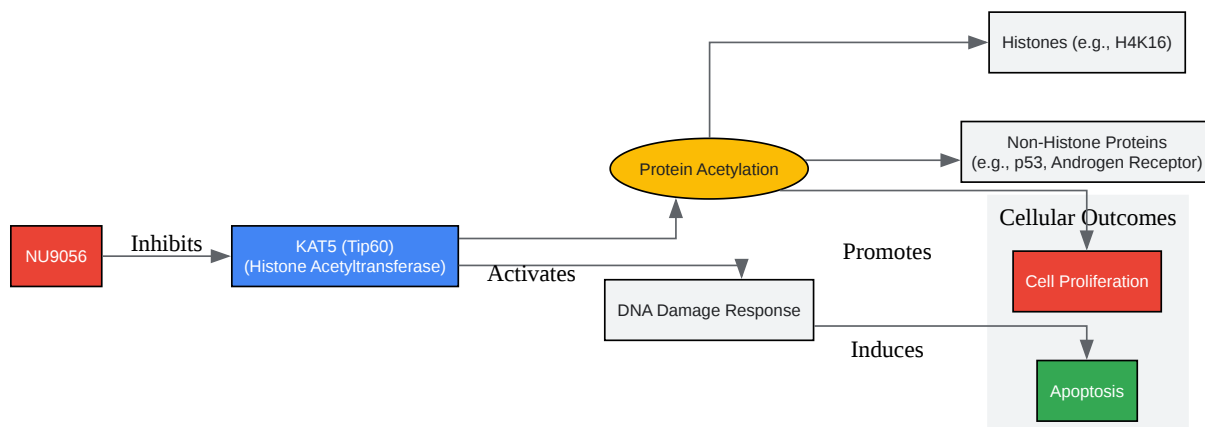 Histones (e.g., H4K16)
Non-Histone Proteins
(e.g., p53, Androgen Receptor)
Protein Acetylation
Cellular Outcomes
NU9056
Inhibits
KAT5 (Tip60)
(Histone Acetyltransferase)
Activates
Promotes
Cell Proliferation
DNA Damage Response
Induces
Apoptosis